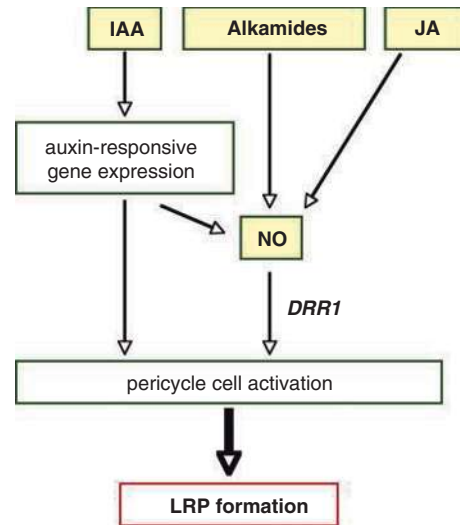 IAA
Alkamides
JA
auxin-responsive
gene expression
NO
DRR1
pericycle cell activation
LRP formation